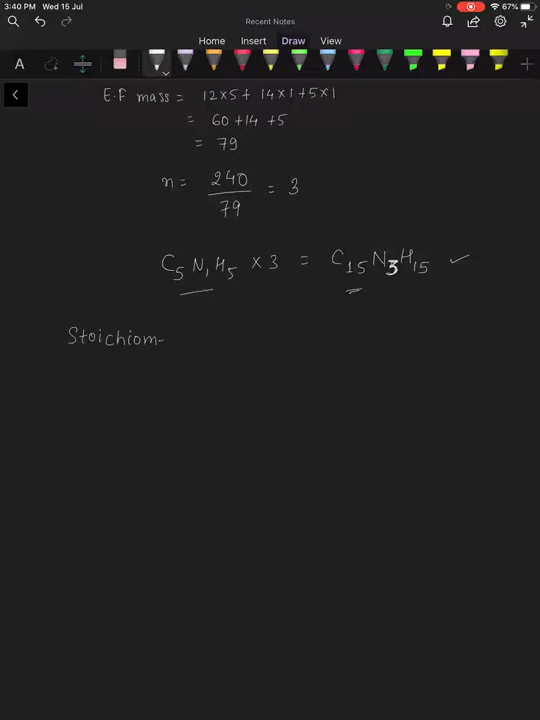 3:40 PM Wed 15 Jul 67%
Recent Notes
Home Insert Draw View
A
E.F mass = 12×5 + 14×1 +5×1
= 60 +14 +5
= 79
n = 240/79 = 3
C₅N₁H₅ × 3 = C₁₅N₃H₁₅ ✓
Stoichiom-